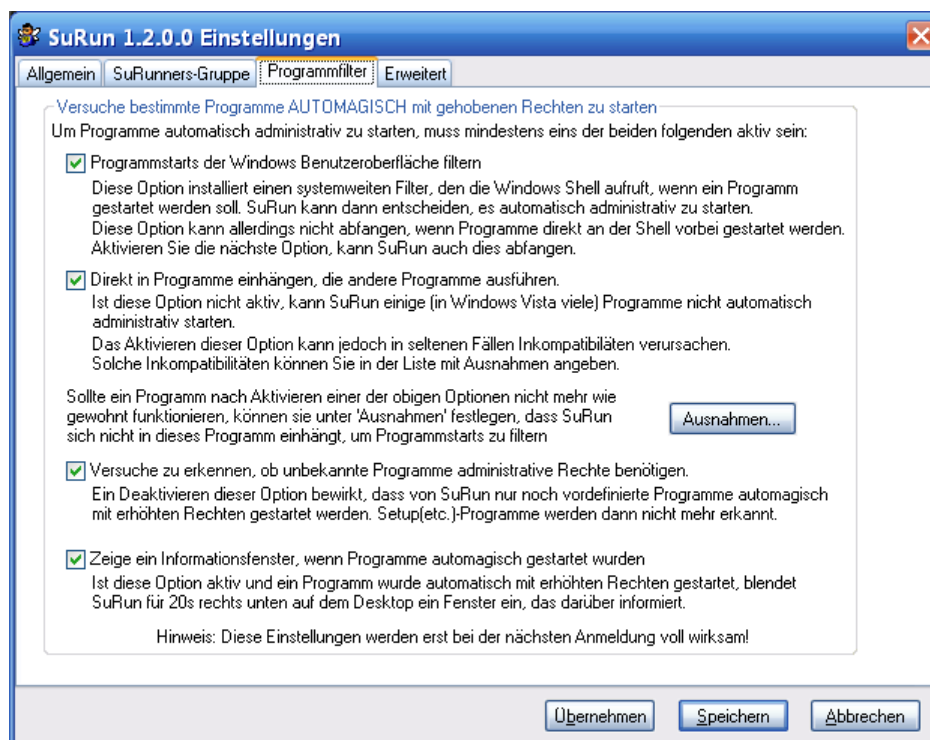 SuRun 1.2.0.0 Einstellungen
Allgemein
SuRunners-Gruppe
Programmfilter
Erweitert
Versuche bestimmte Programme AUTOMAGISCH mit gehobenen Rechten zu starten
Um Programme automatisch administrativ zu starten, muss mindestens eins der beiden folgenden aktiv sein:
Programmstarts der Windows Benutzeroberfläche filtern
Diese Option installiert einen systemweiten Filter, den die Windows Shell aufruft, wenn ein Programm
gestartet werden soll. SuRun kann dann entscheiden, es automatisch administrativ zu starten.
Diese Option kann allerdings nicht abfangen, wenn Programme direkt an der Shell vorbei gestartet werden.
Aktivieren Sie die nächste Option, kann SuRun auch dies abfangen.
Direkt in Programme einhängen, die andere Programme ausführen.
Ist diese Option nicht aktiv, kann SuRun einige (in Windows Vista viele) Programme nicht automatisch
administrativ starten.
Das Aktivieren dieser Option kann jedoch in seltenen Fällen Inkompatibiläten verursachen.
Solche Inkompatibilitäten können Sie in der Liste mit Ausnahmen angeben.
Sollte ein Programm nach Aktivieren einer der obigen Optionen nicht mehr wie
gewohnt funktionieren, können sie unter 'Ausnahmen' festlegen, dass SuRun
sich nicht in dieses Programm einhängt, um Programmstarts zu filtern
Ausnahmen...
Versuche zu erkennen, ob unbekannte Programme administrative Rechte benötigen.
Ein Deaktivieren dieser Option bewirkt, dass von SuRun nur noch vordefinierte Programme automagisch
mit erhöhten Rechten gestartet werden. Setup(etc.)-Programme werden dann nicht mehr erkannt.
Zeige ein Informationsfenster, wenn Programme automagisch gestartet wurden
Ist diese Option aktiv und ein Programm wurde automatisch mit erhöhten Rechten gestartet, blendet
SuRun für 20s rechts unten auf dem Desktop ein Fenster ein, das darüber informiert.
Hinweis: Diese Einstellungen werden erst bei der nächsten Anmeldung voll wirksam!
Übernehmen
Speichern
Abbrechen